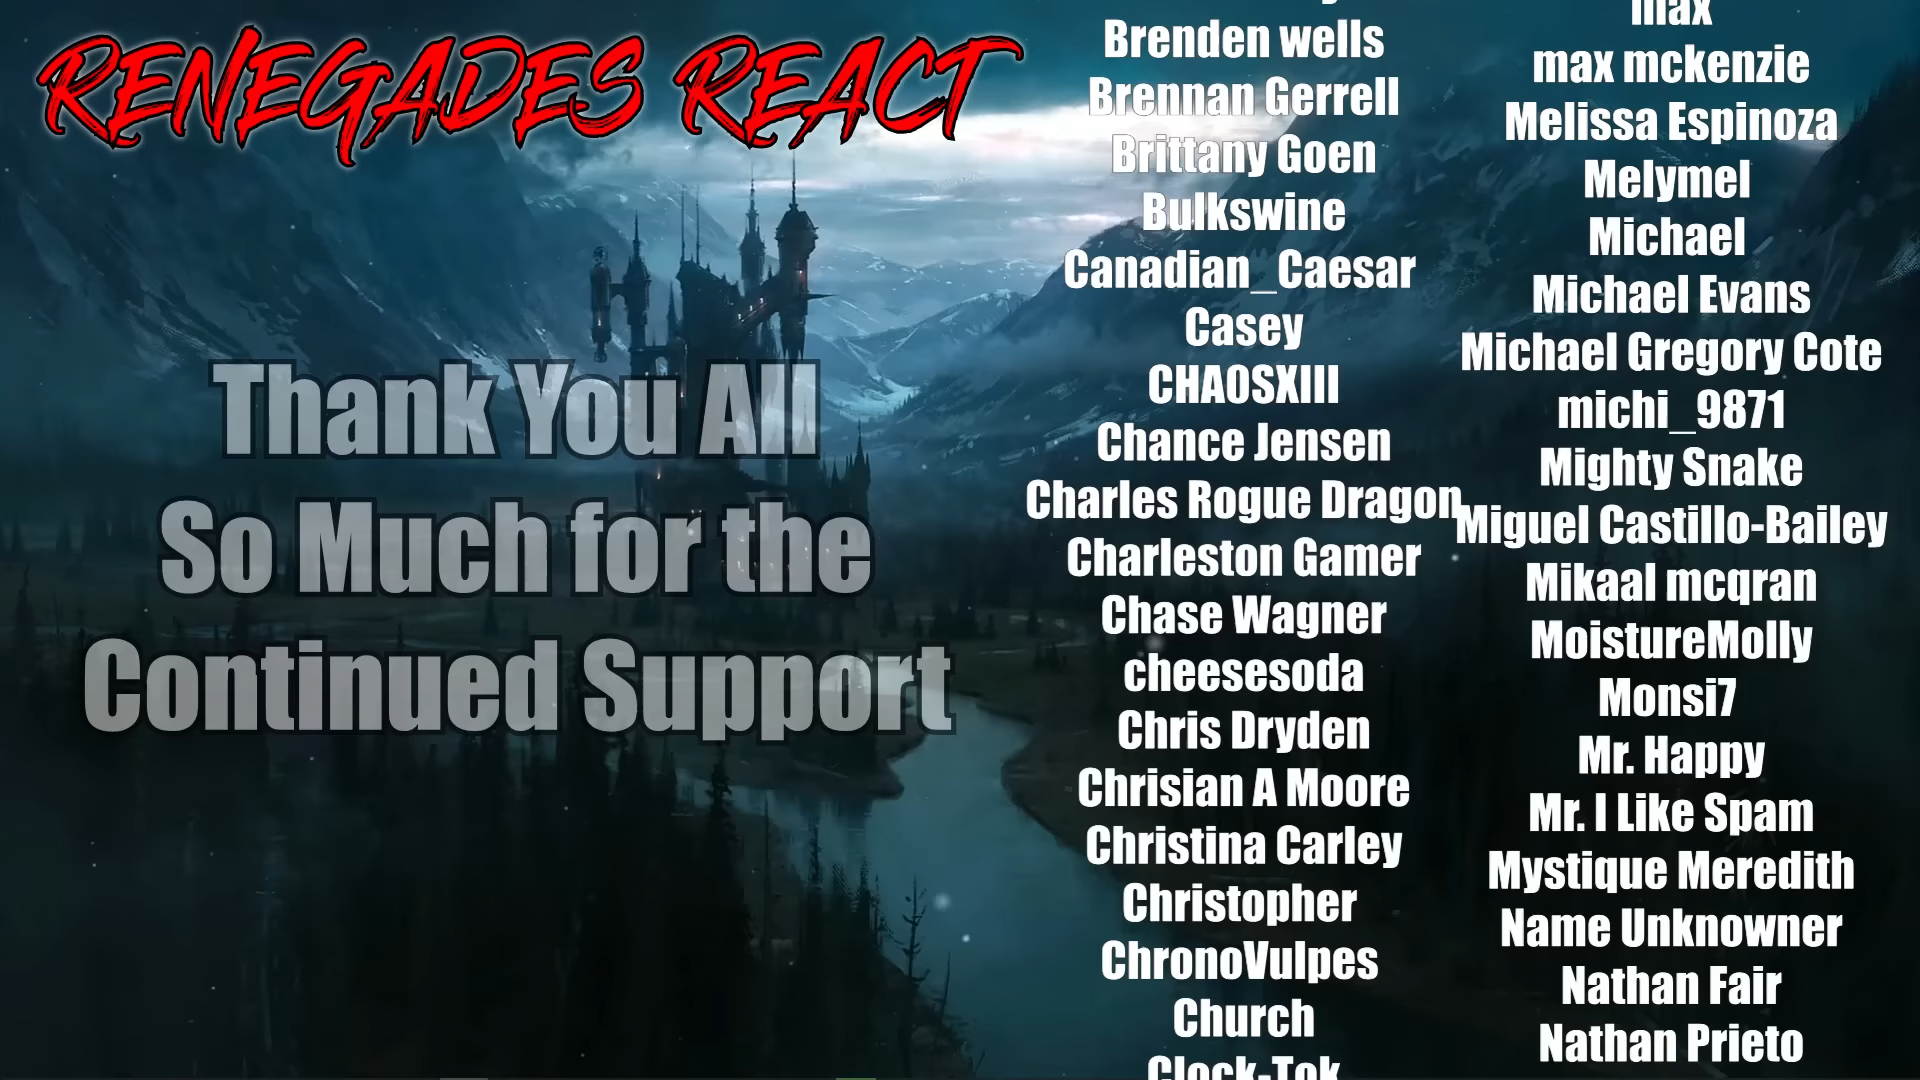 RENEGADES REACT
Thank You All
So Much for the
Continued Support
Brenden wells
Brennan Gerrell
Brittany Goen
Bulkswine
Canadian_Caesar
Casey
CHAOSXIII
Chance Jensen
Charles Rogue Dragon
Charleston Gamer
Chase Wagner
cheesesoda
Chris Dryden
Chrisian A Moore
Christina Carley
Christopher
ChronoVulpes
Church
Clock-Tok
max
max mckenzie
Melissa Espinoza
Melymel
Michael
Michael Evans
Michael Gregory Cote
michi_9871
Mighty Snake
Miguel Castillo-Bailey
Mikaal mcqran
MoistureMolly
Monsi7
Mr. Happy
Mr. I Like Spam
Mystique Meredith
Name Unknowner
Nathan Fair
Nathan Prieto